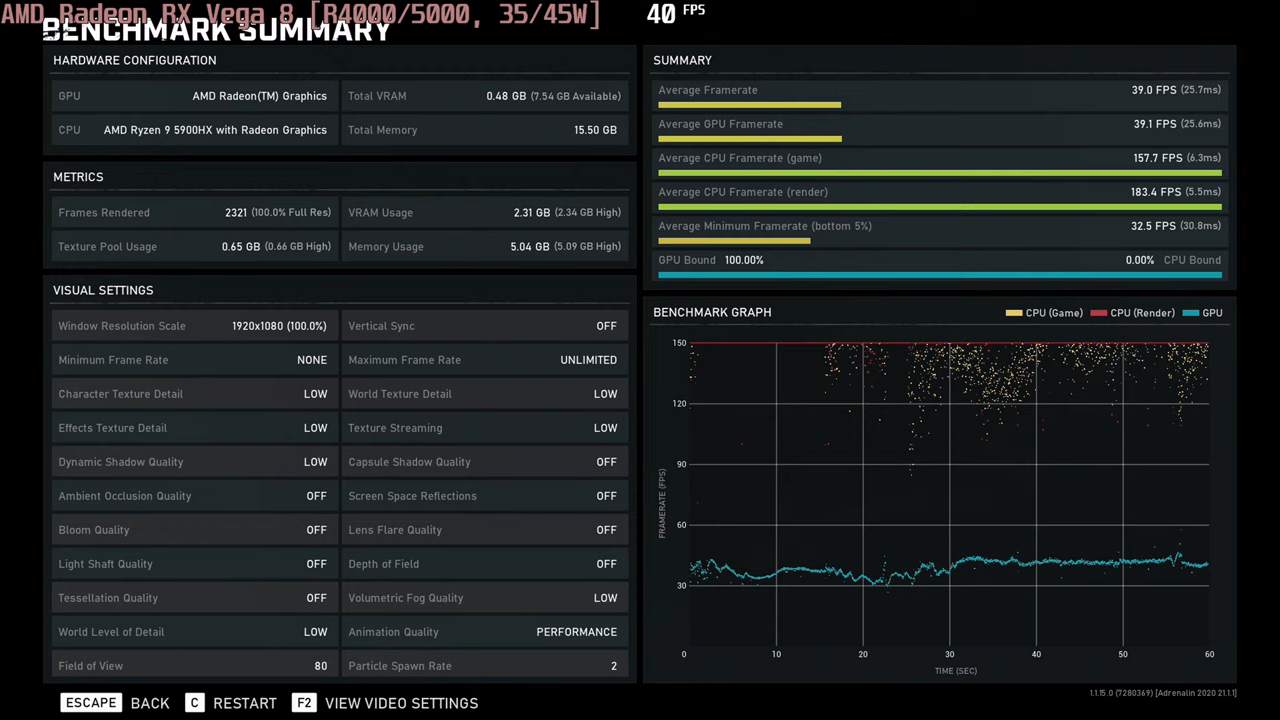 AMD Radeon RX Vega 8 [R4000/5000, 35/45W] 40 FPS
BENCHMARK SUMMARY
HARDWARE CONFIGURATION
GPU AMD Radeon(TM) Graphics Total VRAM 0.48 GB (7.54 GB Available)
CPU AMD Ryzen 9 5900HX with Radeon Graphics Total Memory 15.50 GB
METRICS
Frames Rendered 2321 (100.0% Full Res) VRAM Usage 2.31 GB (2.34 GB High)
Texture Pool Usage 0.65 GB (0.66 GB High) Memory Usage 5.04 GB (5.09 GB High)
VISUAL SETTINGS
Window Resolution Scale 1920x1080 (100.0%) Vertical Sync OFF
Minimum Frame Rate NONE Maximum Frame Rate UNLIMITED
Character Texture Detail LOW World Texture Detail LOW
Effects Texture Detail LOW Texture Streaming LOW
Dynamic Shadow Quality LOW Capsule Shadow Quality OFF
Ambient Occlusion Quality OFF Screen Space Reflections OFF
Bloom Quality OFF Lens Flare Quality OFF
Light Shaft Quality OFF Depth of Field OFF
Tessellation Quality OFF Volumetric Fog Quality LOW
World Level of Detail LOW Animation Quality PERFORMANCE
Field of View 80 Particle Spawn Rate 2
SUMMARY
Average Framerate 39.0 FPS (25.7ms)
Average GPU Framerate 39.1 FPS (25.6ms)
Average CPU Framerate (game) 157.7 FPS (6.3ms)
Average CPU Framerate (render) 183.4 FPS (5.5ms)
Average Minimum Framerate (bottom 5%) 32.5 FPS (30.8ms)
GPU Bound 100.00% 0.00% CPU Bound
BENCHMARK GRAPH CPU (Game) CPU (Render) GPU
150
120
90
60
30
FRAMERATE (FPS)
0 10 20 30 40 50 60
TIME (SEC)
ESCAPE BACK C RESTART F2 VIEW VIDEO SETTINGS
1.1.15.0 (7280369) [Adrenalin 2020 21.1.1]